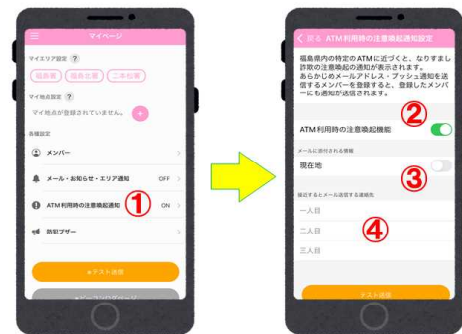 マイページ
マイエリア設定 ?
福島署 福島北署 二本松署
マイ地点設定 ?
マイ地点が登録されていません。 +
各種設定
メンバー
メール・お知らせ・エリア通知 OFF
ATM利用時の注意喚起通知 ① ON
防犯ブザー
テスト送信
戻る ATM利用時の注意喚起通知設定
福島県内の特定のATMに近づくと、なりすまし
詐欺の注意喚起の通知が表示されます。
あらかじめメールアドレス・プッシュ通知を送
信するメンバーを登録すると、登録したメンバ
ーにも通知が送信されます。
②
ATM利用時の注意喚起機能
メールに添付される情報
現在地
③
接近するとメール送信する連絡先
一人目
二人目
④
三人目
テスト送信